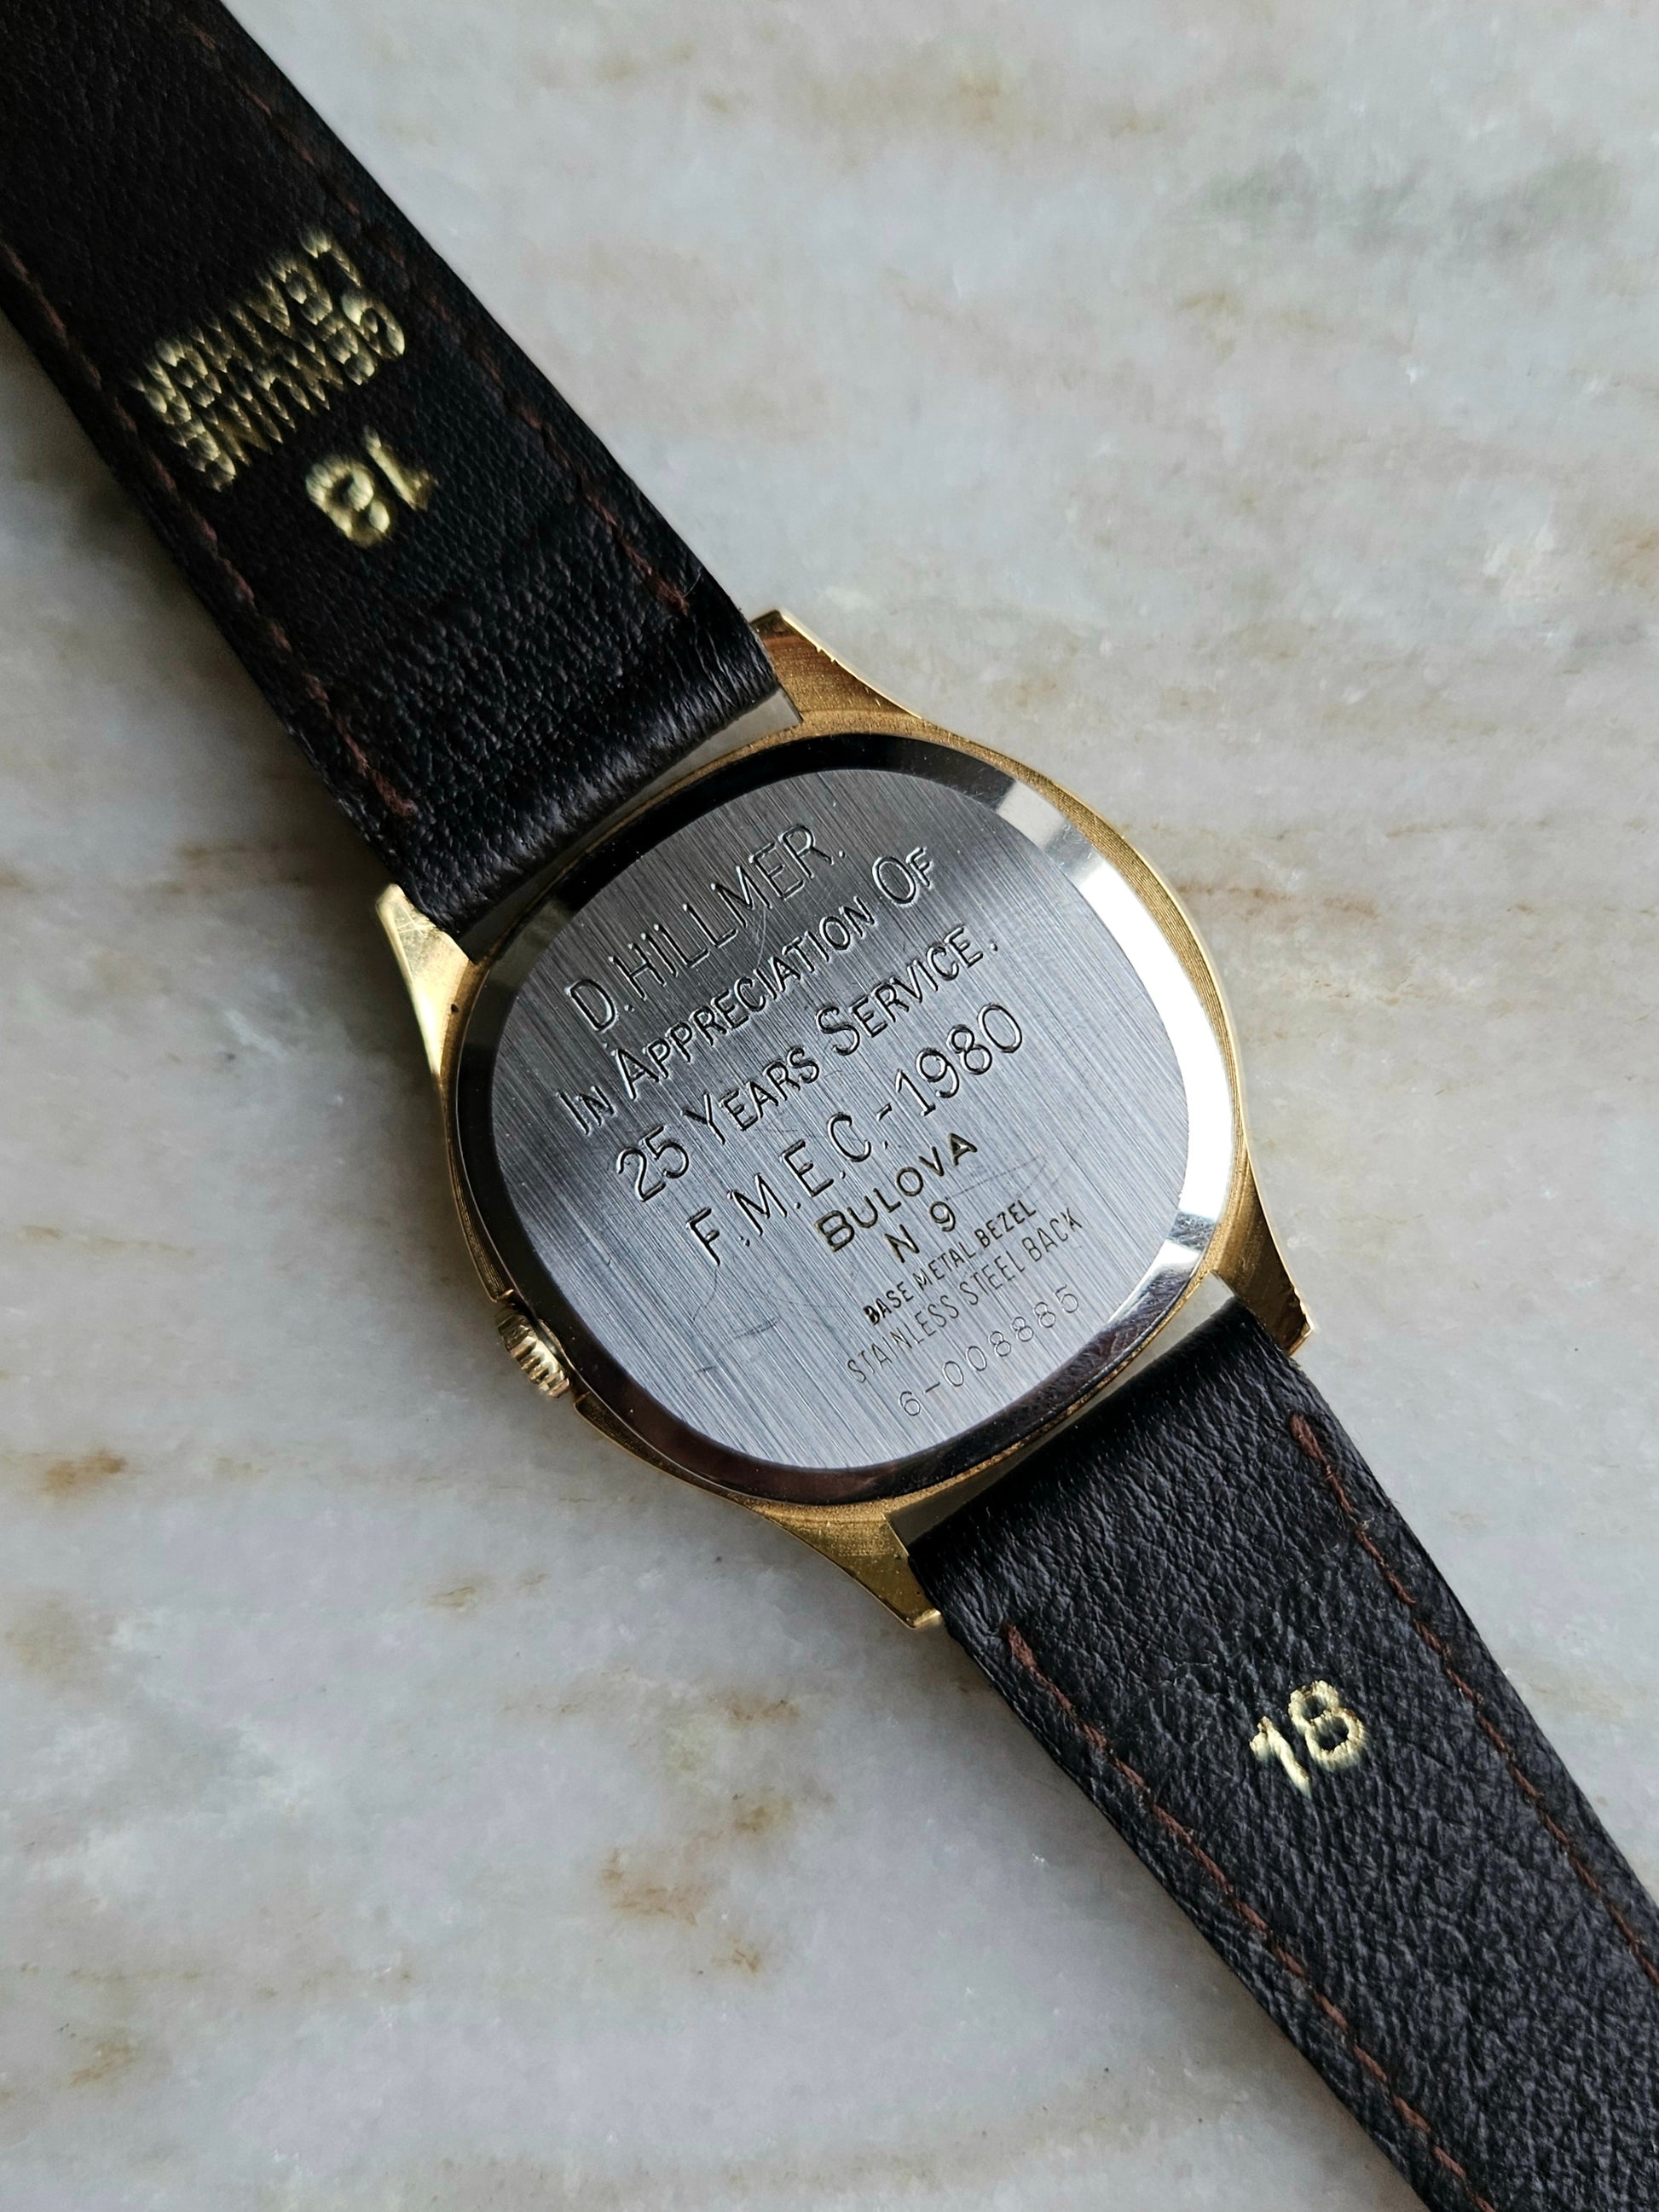 GENUINE
LEATHER
18
D. HILLMER.
IN APPRECIATION OF
25 YEARS SERVICE.
F.M.E.C.-1980
BULOVA
N 9
BASE METAL BEZEL
STAINLESS STEEL BACK
6-008885
18